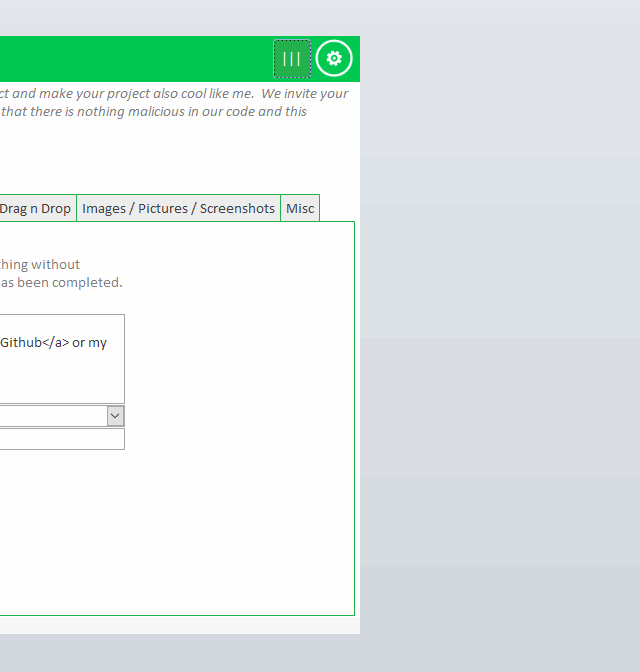 ct and make your project also cool like me.  We invite your
that there is nothing malicious in our code and this
Drag n Drop
Images / Pictures / Screenshots
Misc
thing without
as been completed.
Github</a> or my